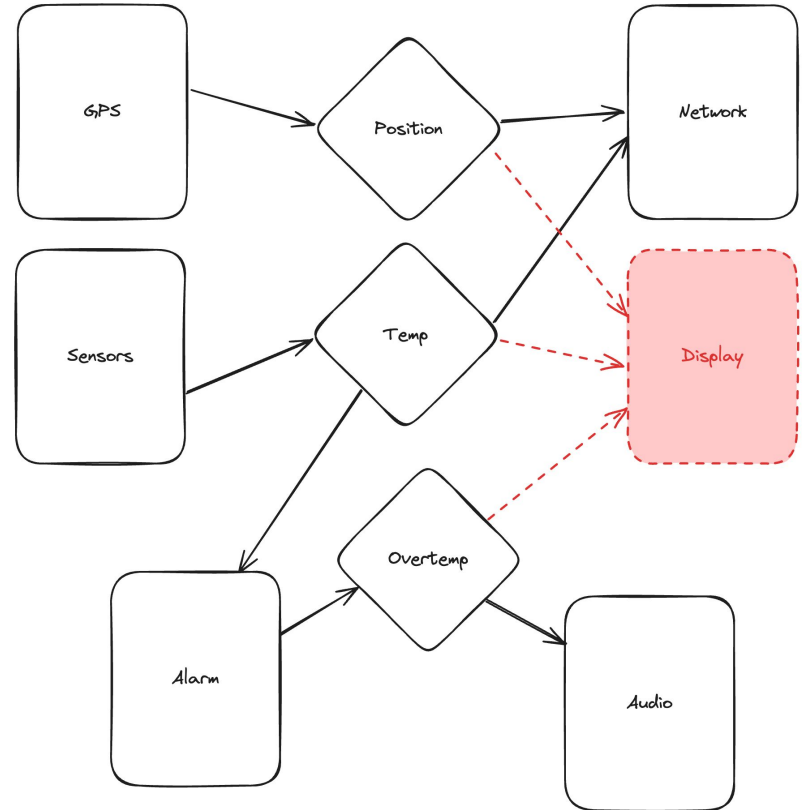 GPS
Position
Network
Sensors
Temp
Display
Overtemp
Alarm
Audio